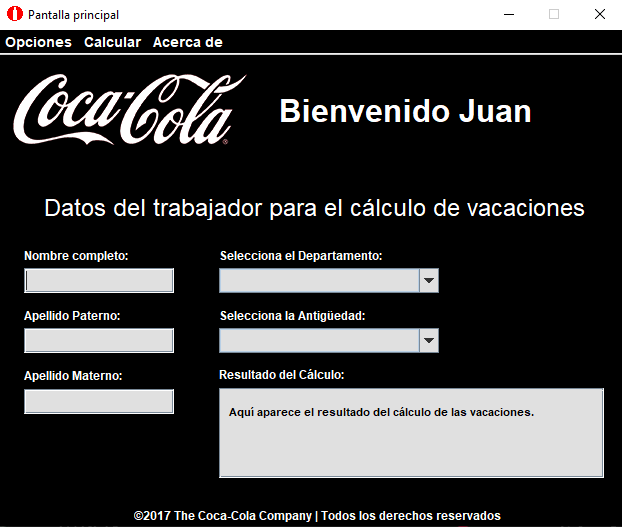 Pantalla principal
Opciones Calcular Acerca de
Coca-Cola
Bienvenido Juan
Datos del trabajador para el cálculo de vacaciones
Nombre completo:
Selecciona el Departamento:
Apellido Paterno:
Selecciona la Antigüedad:
Apellido Materno:
Resultado del Cálculo:
Aquí aparece el resultado del cálculo de las vacaciones.
©2017 The Coca-Cola Company | Todos los derechos reservados